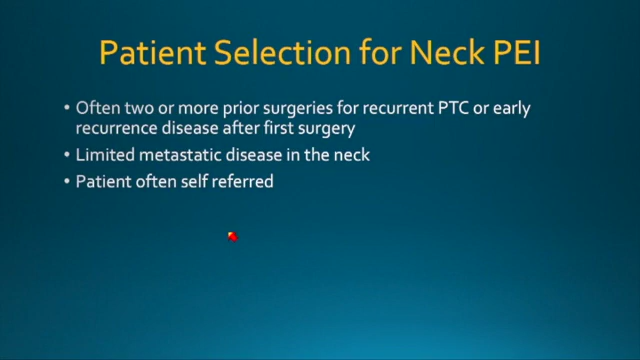 Patient Selection for Neck PEI
• Often two or more prior surgeries for recurrent PTC or early
recurrence disease after first surgery
• Limited metastatic disease in the neck
• Patient often self referred